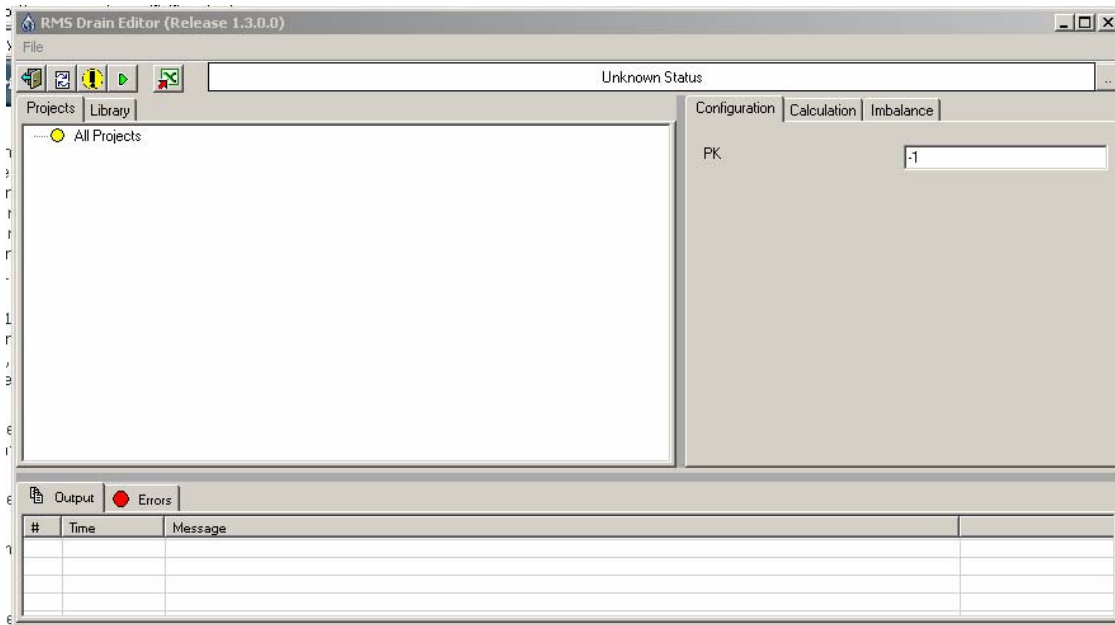 RMS Drain Editor (Release 1.3.0.0)
File
Unknown Status
..
Projects Library
Configuration Calculation Imbalance
All Projects
PK
-1
Output Errors
# Time Message